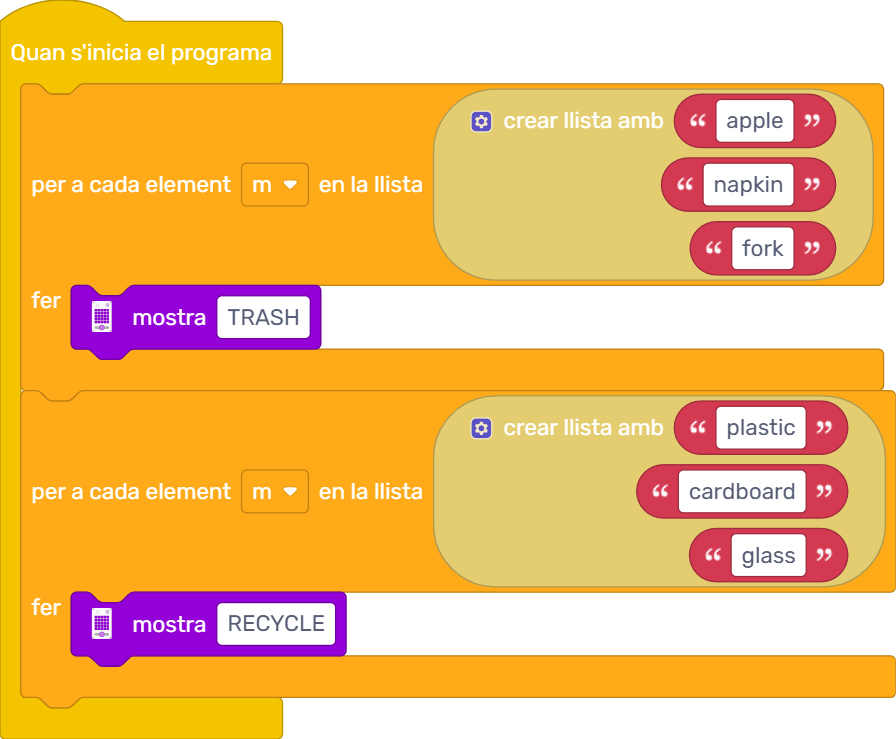 Quan s'inicia el programa
crear llista amb “ apple ”
per a cada element m en la llista “ napkin ”
“ fork ”
fer
mostra TRASH
crear llista amb “ plastic ”
per a cada element m en la llista “ cardboard ”
“ glass ”
fer
mostra RECYCLE